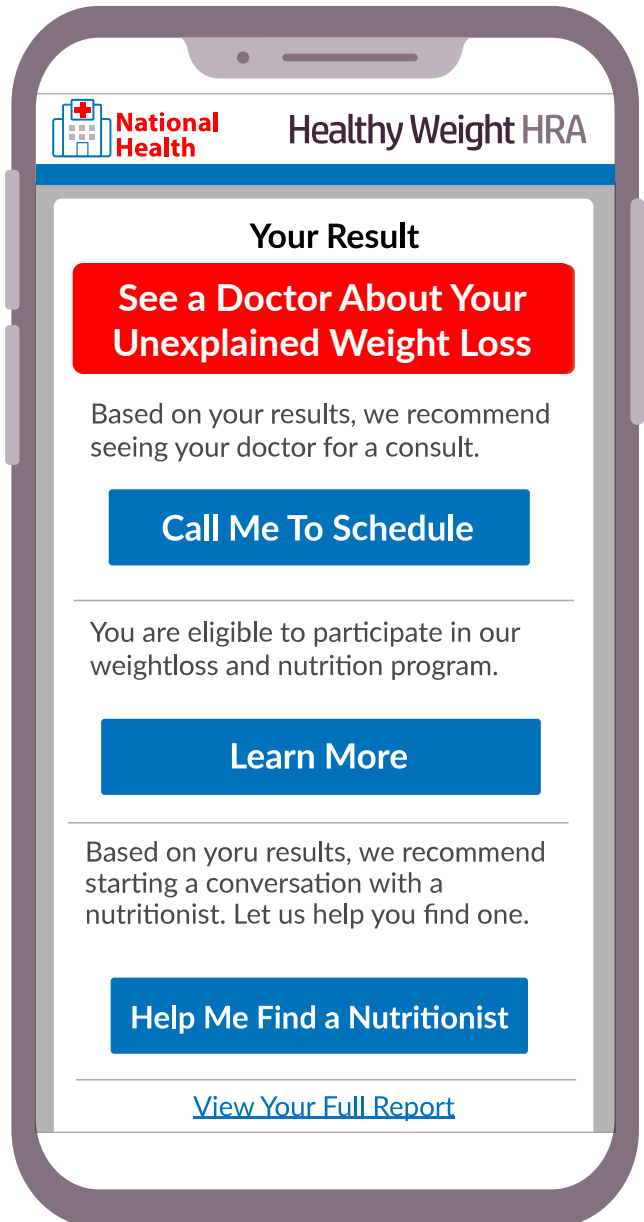 National
Health
Healthy Weight HRA
Your Result
See a Doctor About Your
Unexplained Weight Loss
Based on your results, we recommend
seeing your doctor for a consult.
Call Me To Schedule
You are eligible to participate in our
weightloss and nutrition program.
Learn More
Based on yoru results, we recommend
starting a conversation with a
nutritionist. Let us help you find one.
Help Me Find a Nutritionist
View Your Full Report